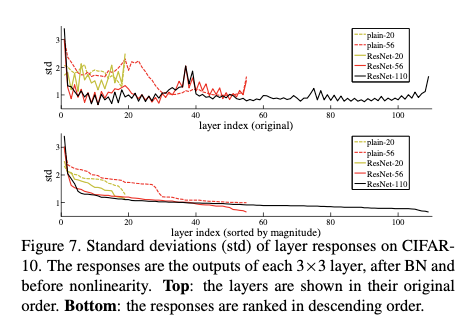 3
2
1
std
0
20
40
60
80
100
layer index (original)
plain-20
plain-56
ResNet-20
ResNet-56
ResNet-110
3
2
1
std
0
20
40
60
80
100
layer index (sorted by magnitude)
plain-20
plain-56
ResNet-20
ResNet-56
ResNet-110
Figure 7. Standard deviations (std) of layer responses on CIFAR-
10. The responses are the outputs of each 3×3 layer, after BN and
before nonlinearity. Top: the layers are shown in their original
order. Bottom: the responses are ranked in descending order.